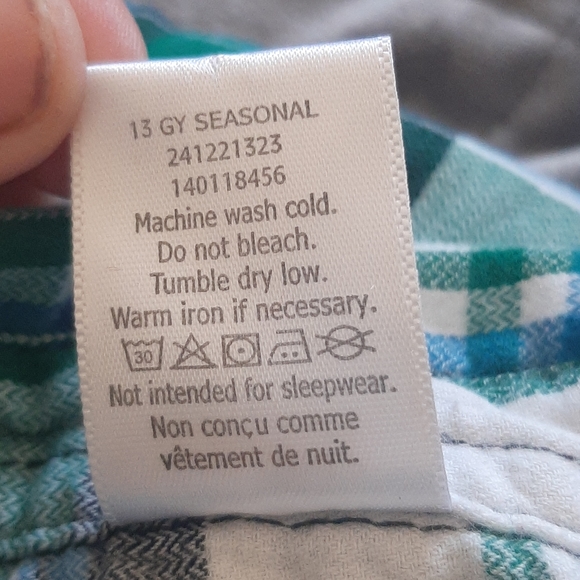 13 GY SEASONAL
241221323
140118456
Machine wash cold.
Do not bleach.
Tumble dry low.
Warm iron if necessary.
30
Not intended for sleepwear.
Non conçu comme
vêtement de nuit.